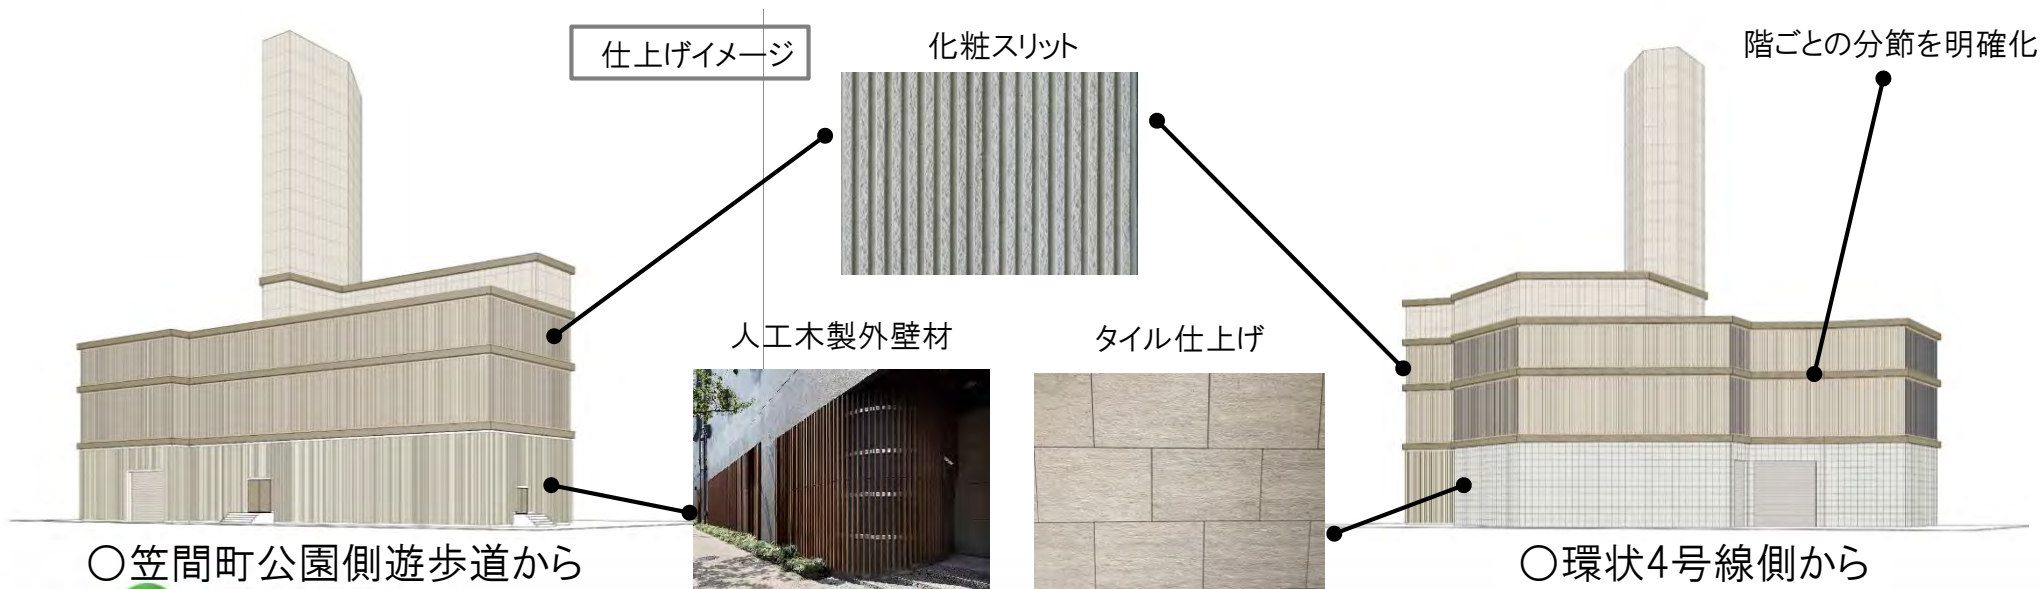 仕上げイメージ
化粧スリット
階ごとの分節を明確化
人工木製外壁材
タイル仕上げ
○笠間町公園側遊歩道から
○環状4号線側から